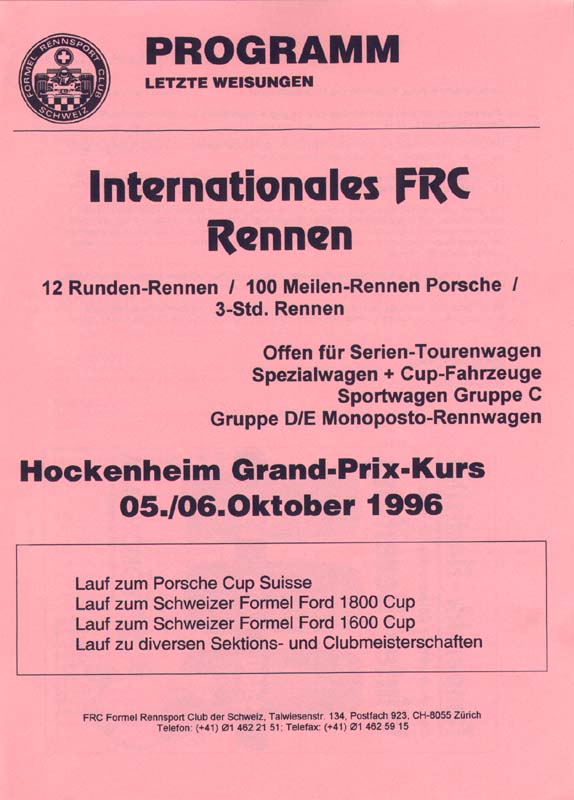 FORMEL RENNSPORT CLUB
SCHWEIZ
PROGRAMM
LETZTE WEISUNGEN
Internationales FRC
Rennen
12 Runden-Rennen / 100 Meilen-Rennen Porsche /
3-Std. Rennen
Offen für Serien-Tourenwagen
Spezialwagen + Cup-Fahrzeuge
Sportwagen Gruppe C
Gruppe D/E Monoposto-Rennwagen
Hockenheim Grand-Prix-Kurs
05./06.Oktober 1996
Lauf zum Porsche Cup Suisse
Lauf zum Schweizer Formel Ford 1800 Cup
Lauf zum Schweizer Formel Ford 1600 Cup
Lauf zu diversen Sektions- und Clubmeisterschaften
FRC Formel Rennsport Club der Schweiz, Talwiesenstr. 134, Postfach 923, CH-8055 Zürich
Telefon: (+41) Ø1 462 21 51; Telefax: (+41) Ø1 462 59 15